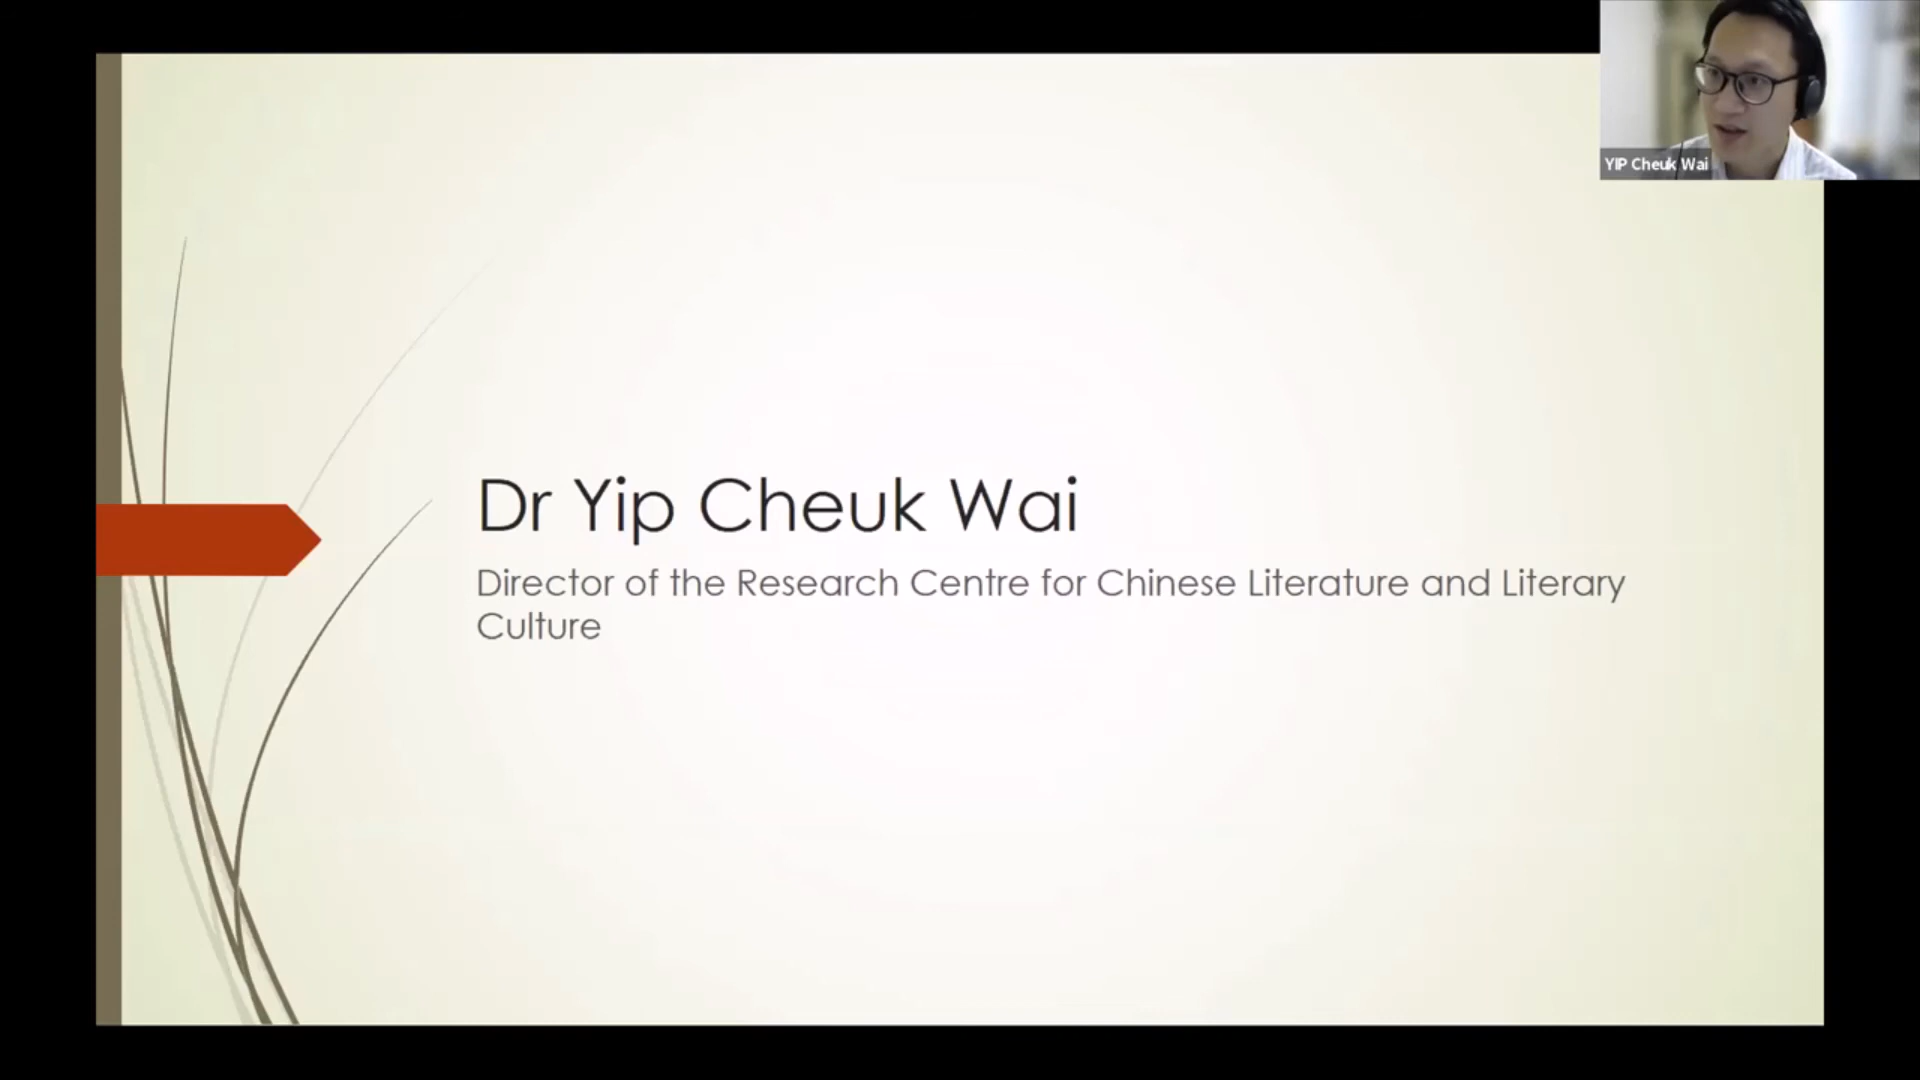 YIP Cheuk Wai
Dr Yip Cheuk Wai
Director of the Research Centre for Chinese Literature and Literary
Culture